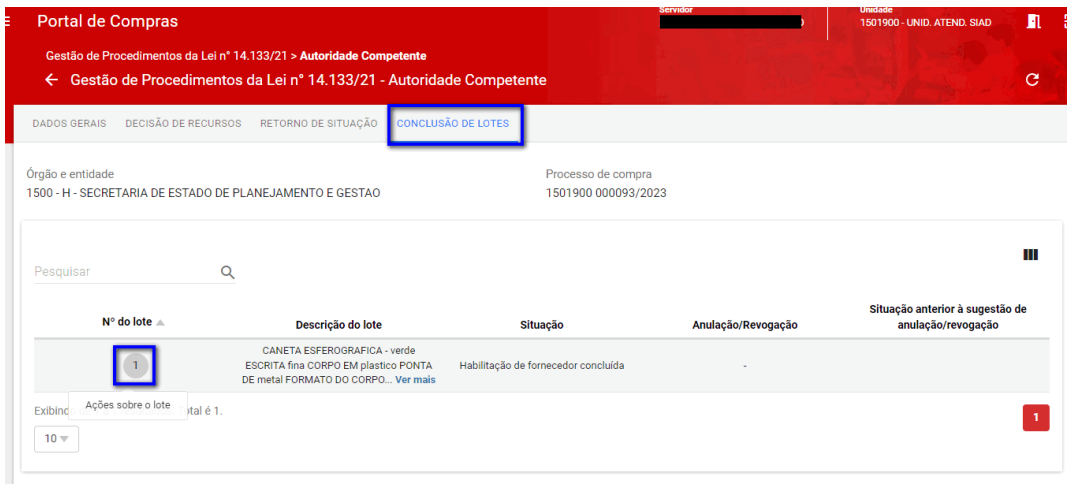 Portal de Compras
Servidor
Unidade
1501900 - UNID. ATEND. SIAD
Gestão de Procedimentos da Lei n° 14.133/21 > Autoridade Competente
Gestão de Procedimentos da Lei n° 14.133/21 - Autoridade Competente
DADOS GERAIS DECISÃO DE RECURSOS RETORNO DE SITUAÇÃO CONCLUSÃO DE LOTES
Órgão e entidade
1500 - H - SECRETARIA DE ESTADO DE PLANEJAMENTO E GESTAO
Processo de compra
1501900 000093/2023
Pesquisar
Nº do lote
Descrição do lote
Situação
Anulação/Revogação
Situação anterior à sugestão de
anulação/revogação
1
CANETA ESFEROGRAFICA - verde
ESCRITA fina CORPO EM plastico PONTA
DE metal FORMATO DO CORPO... Ver mais
Habilitação de fornecedor concluída
-
Ações sobre o lote
total é 1.
10
1